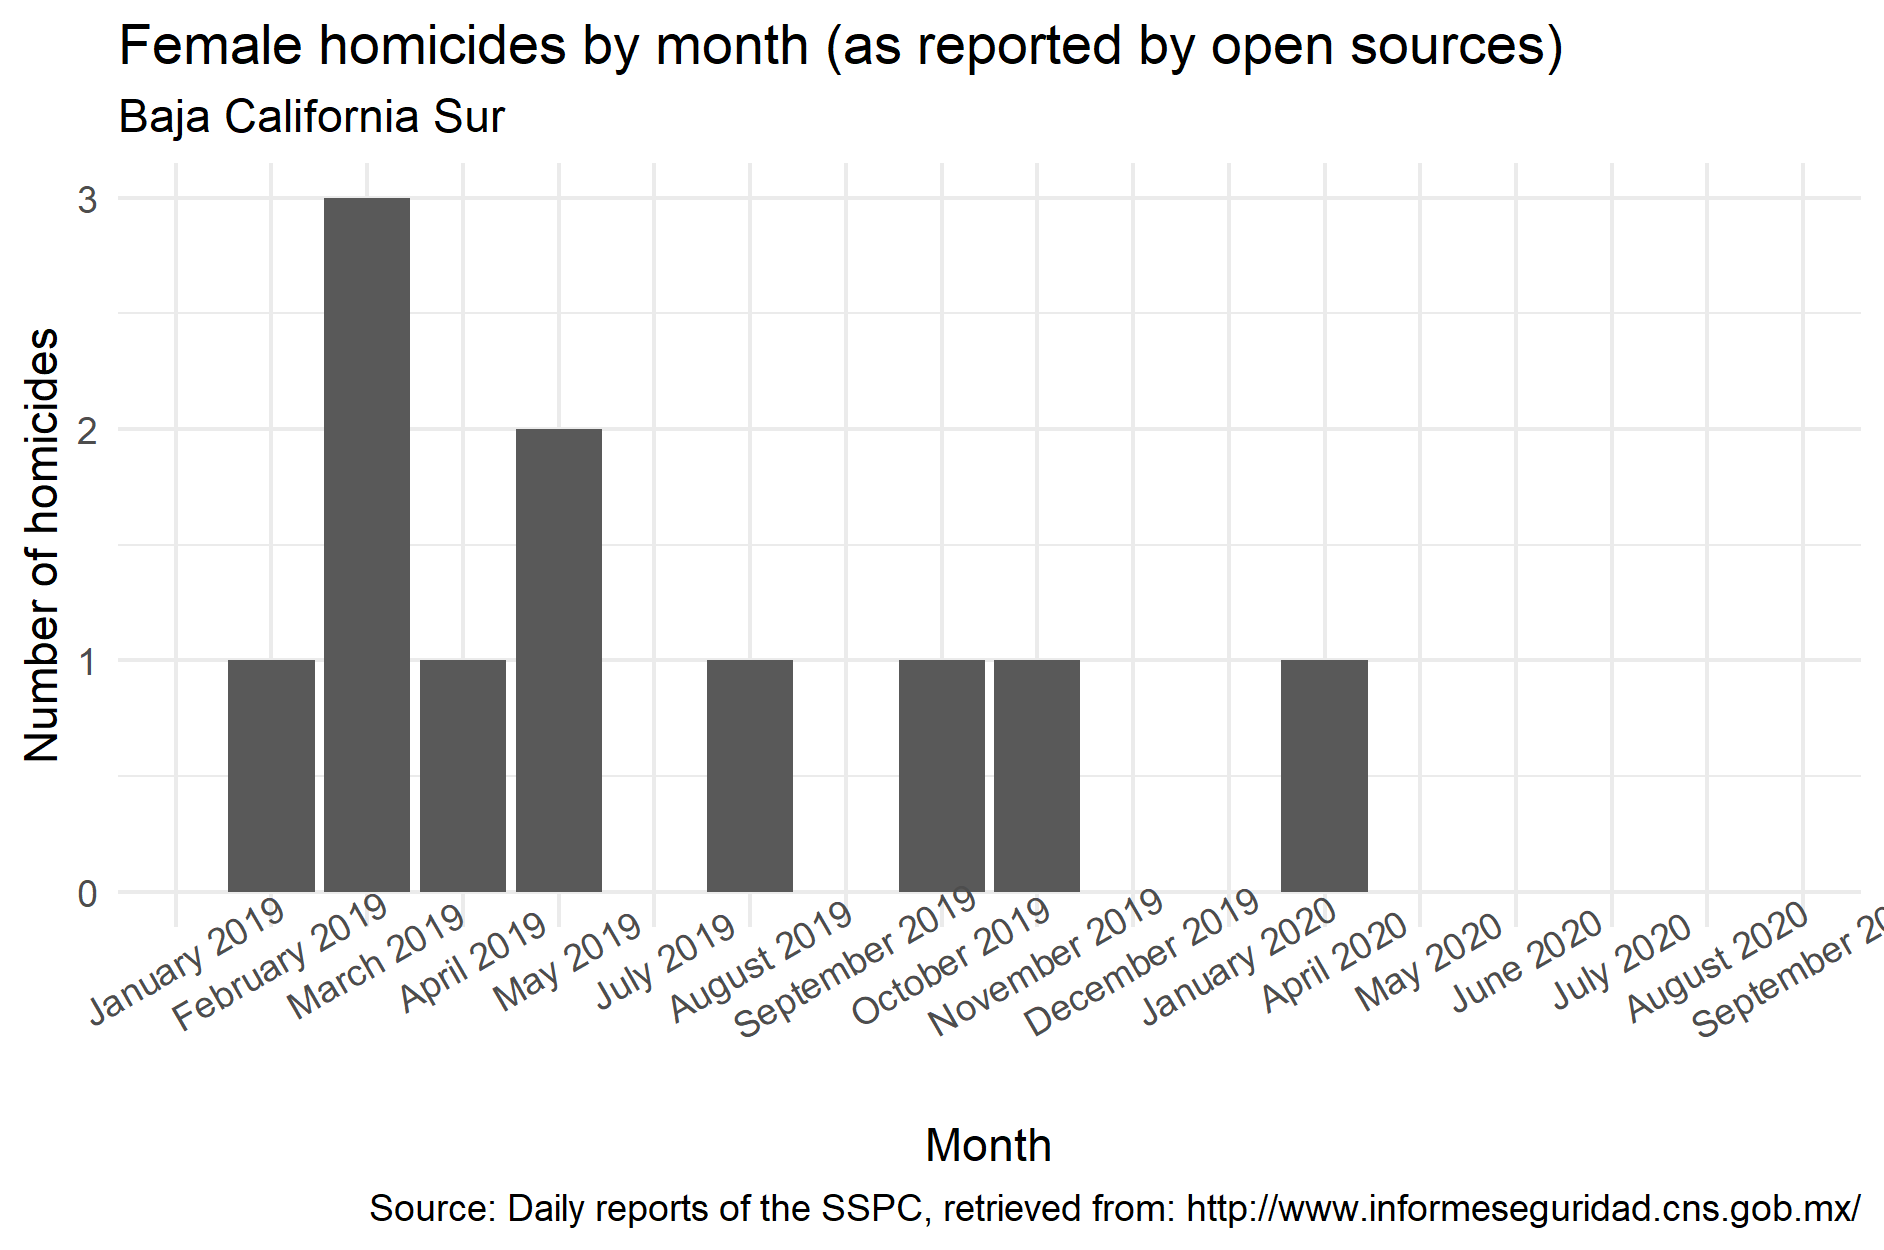 Female homicides by month (as reported by open sources)
Baja California Sur
Number of homicides
3
2
1
0
January 2019
February 2019
March 2019
April 2019
May 2019
July 2019
August 2019
September 2019
October 2019
November 2019
December 2019
January 2020
April 2020
May 2020
June 2020
July 2020
August 2020
September 20
Month
Source: Daily reports of the SSPC, retrieved from: http://www.informeseguridad.cns.gob.mx/